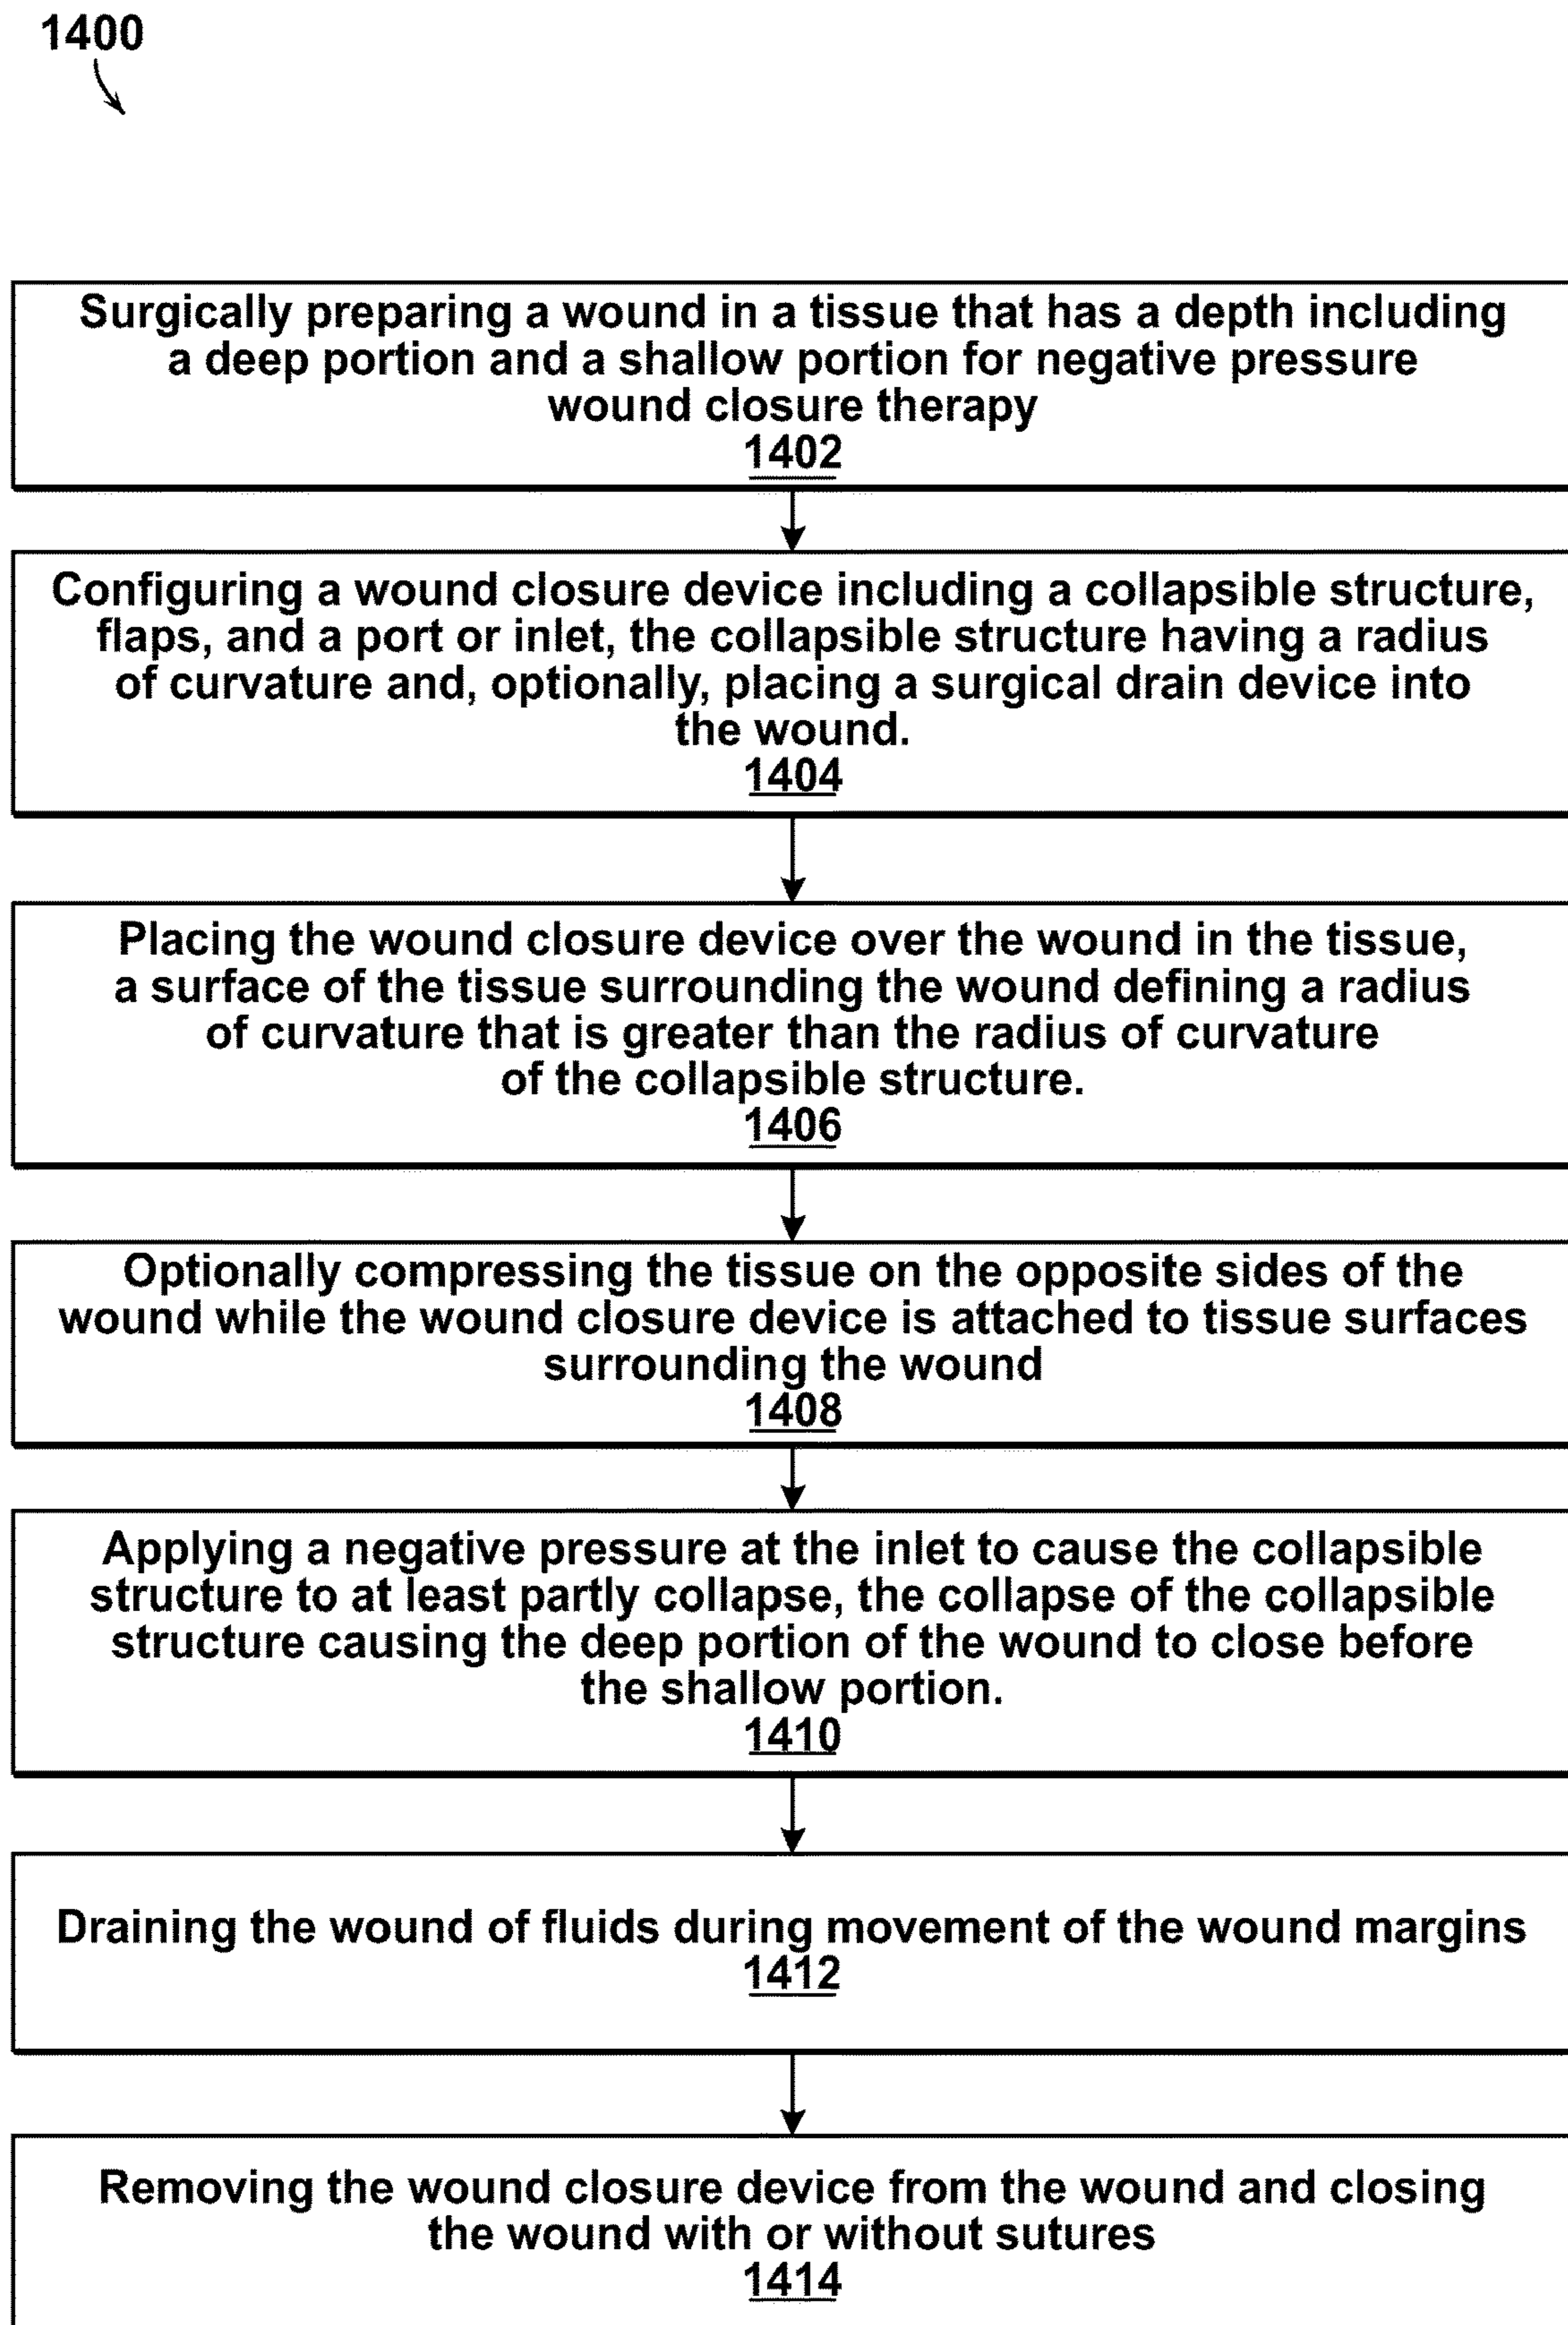 1400
Surgically preparing a wound in a tissue that has a depth including
a deep portion and a shallow portion for negative pressure
wound closure therapy
1402
Configuring a wound closure device including a collapsible structure,
flaps, and a port or inlet, the collapsible structure having a radius
of curvature and, optionally, placing a surgical drain device into
the wound.
1404
Placing the wound closure device over the wound in the tissue,
a surface of the tissue surrounding the wound defining a radius
of curvature that is greater than the radius of curvature
of the collapsible structure.
1406
Optionally compressing the tissue on the opposite sides of the
wound while the wound closure device is attached to tissue surfaces
surrounding the wound
1408
Applying a negative pressure at the inlet to cause the collapsible
structure to at least partly collapse, the collapse of the collapsible
structure causing the deep portion of the wound to close before
the shallow portion.
1410
Draining the wound of fluids during movement of the wound margins
1412
Removing the wound closure device from the wound and closing
the wound with or without sutures
1414